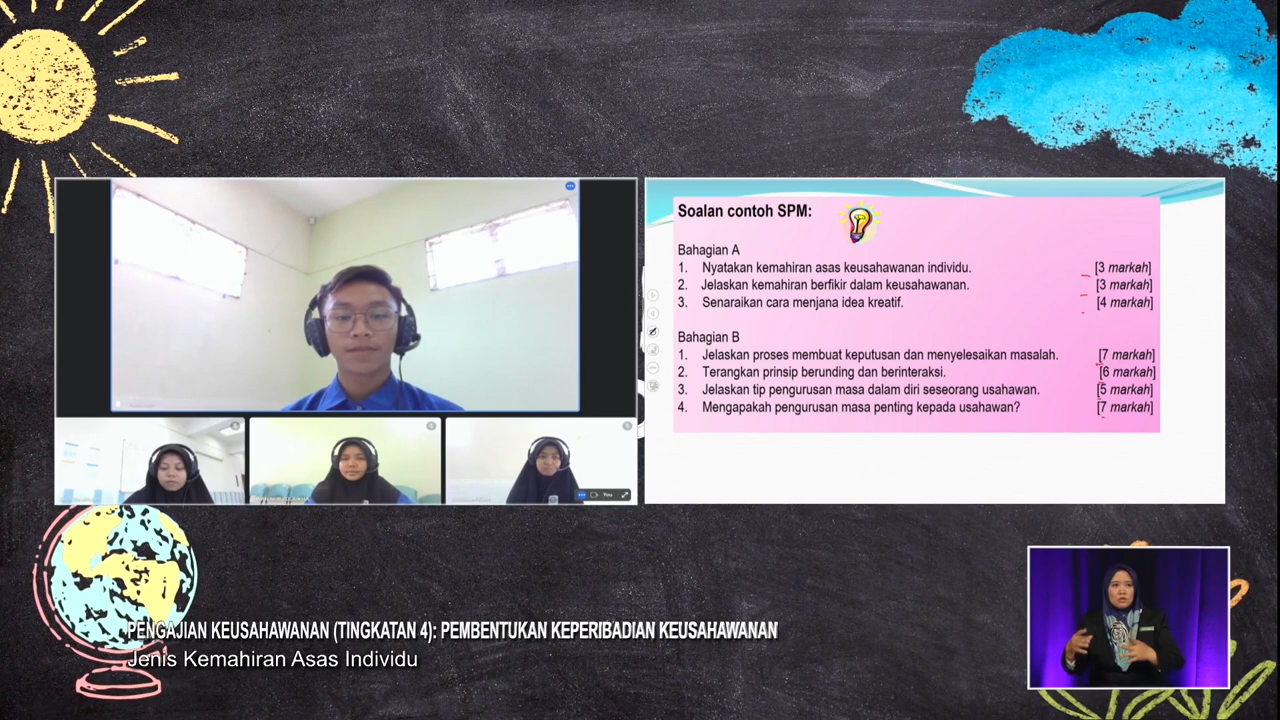 Soalan contoh SPM:
Bahagian A
1. Nyatakan kemahiran asas keusahawanan individu. [3 markah]
2. Jelaskan kemahiran berfikir dalam keusahawanan. [3 markah]
3. Senaraikan cara menjana idea kreatif. [4 markah]
Bahagian B
1. Jelaskan proses membuat keputusan dan menyelesaikan masalah. [7 markah]
2. Terangkan prinsip berunding dan berinteraksi. [6 markah]
3. Jelaskan tip pengurusan masa dalam diri seseorang usahawan. [5 markah]
4. Mengapakah pengurusan masa penting kepada usahawan? [7 markah]
You
PENGAJIAN KEUSAHAWANAN (TINGKATAN 4): PEMBENTUKAN KEPERIBADIAN KEUSAHAWANAN
Jenis Kemahiran Asas Individu